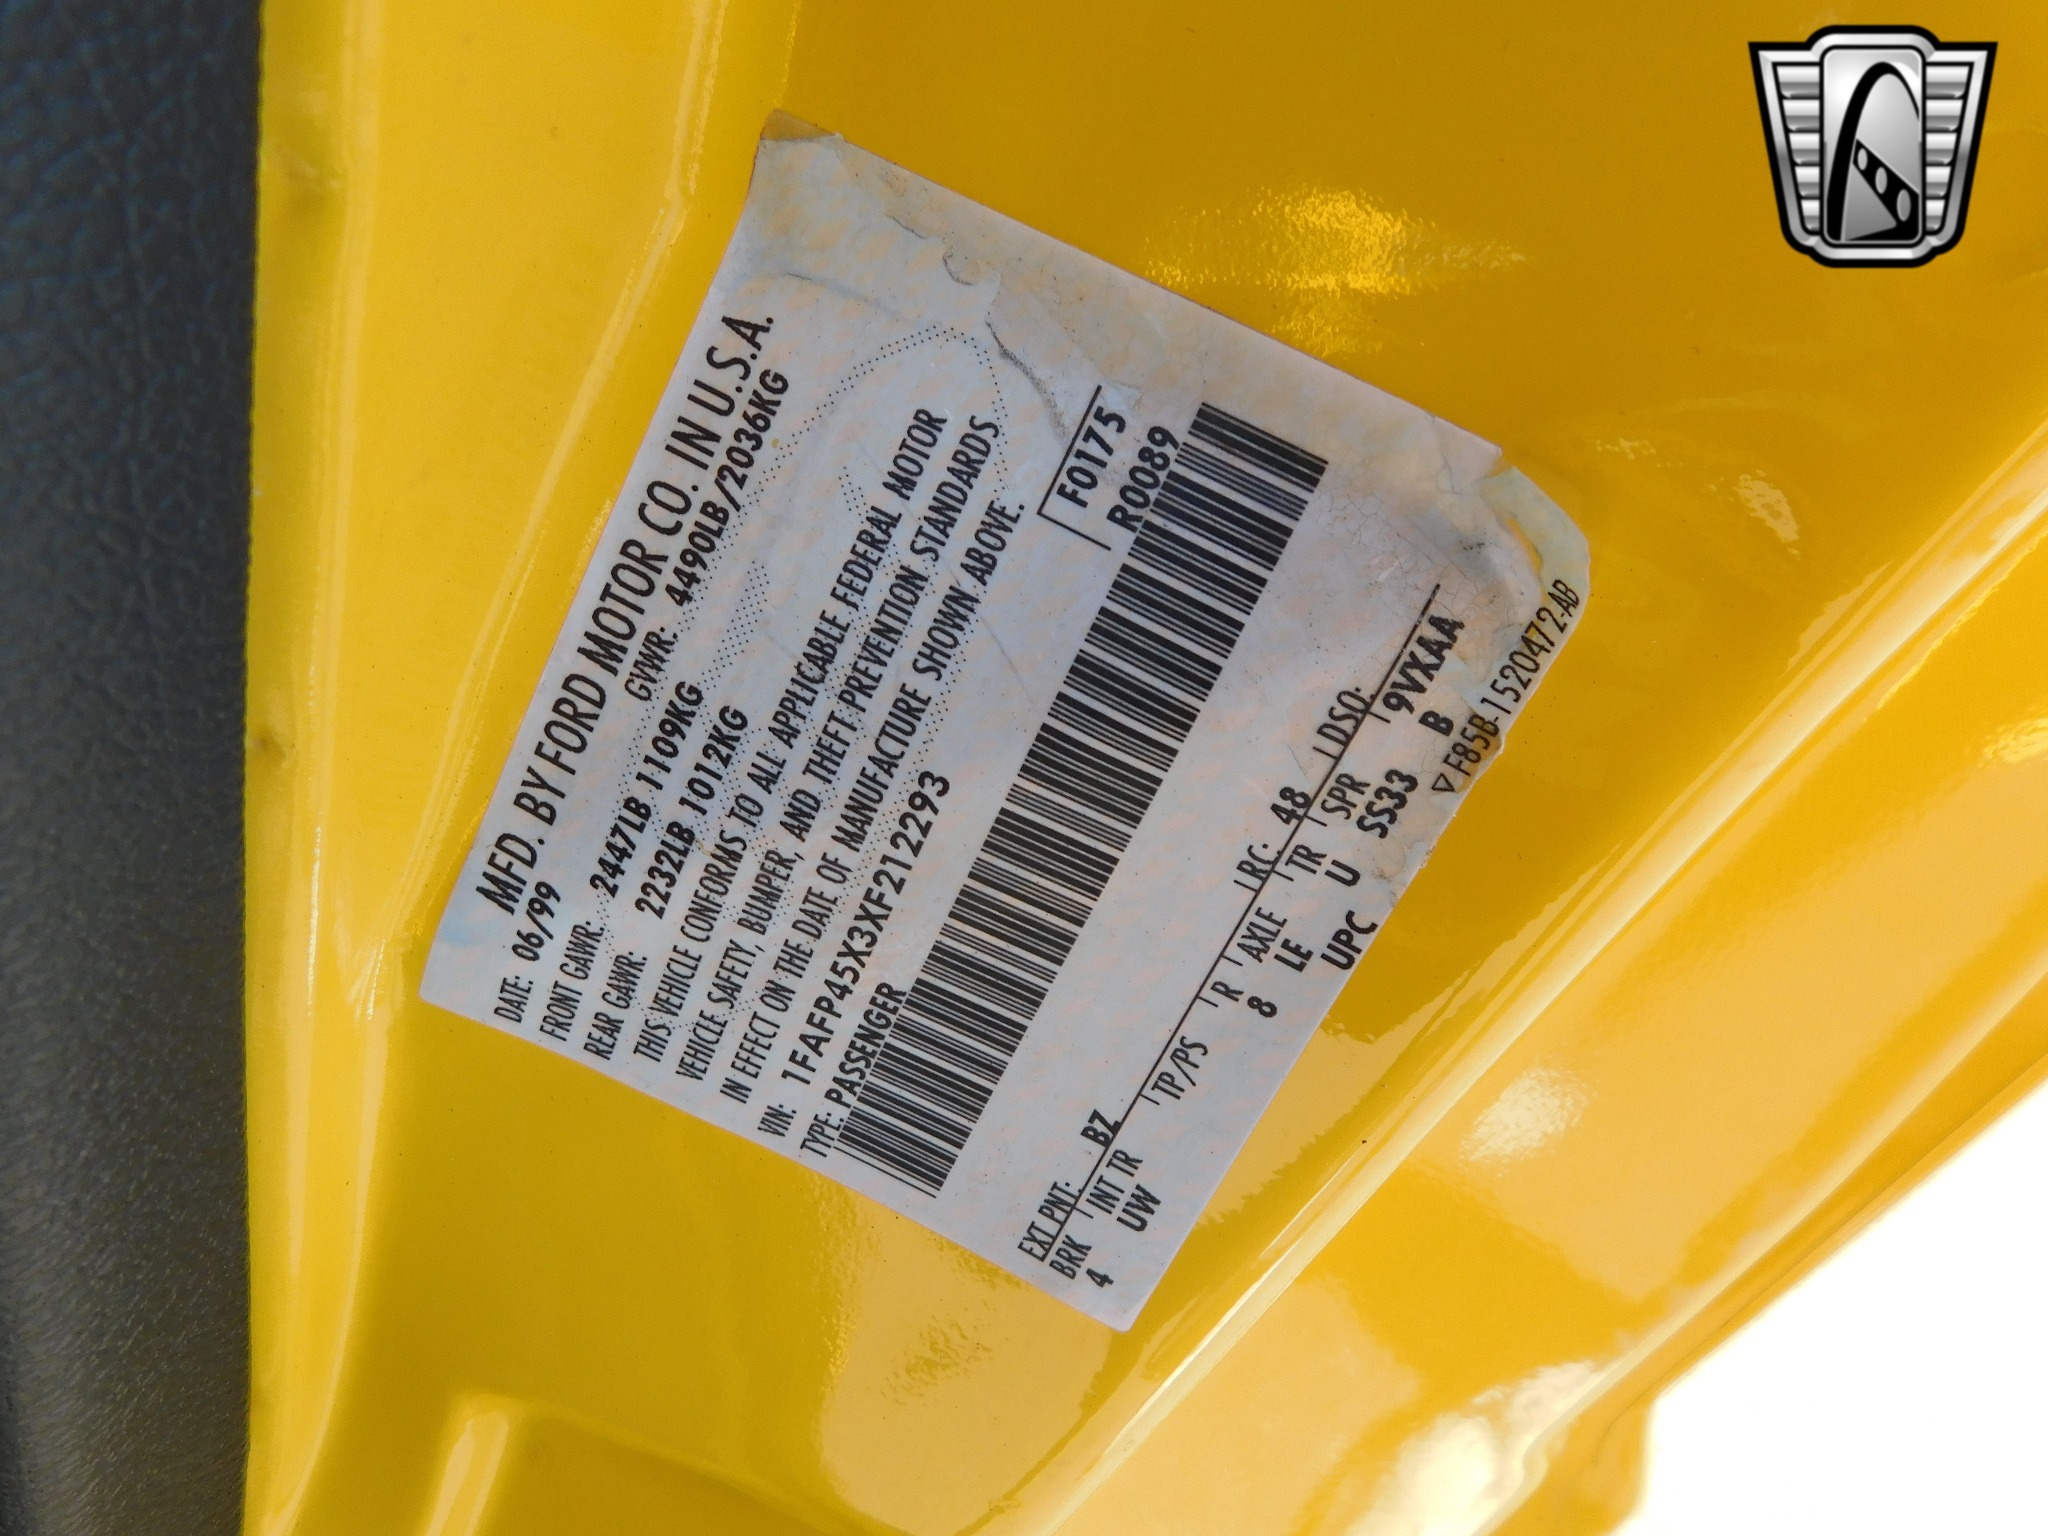 MFD. BY FORD MOTOR CO. IN U.S.A.
DATE: 06/99 GVWR: 4490LB/2036KG
FRONT GAWR: 2447LB 1109KG
REAR GAWR: 2232LB 1012KG
THIS VEHICLE CONFORMS TO ALL APPLICABLE FEDERAL MOTOR
VEHICLE SAFETY, BUMPER, AND THEFT PREVENTION STANDARDS
IN EFFECT ON THE DATE OF MANUFACTURE SHOWN ABOVE.
VIN: 1FAFP45X3XF212293
TYPE: PASSENGER
F0175
R0089
EXT PNT: BZ RC: 48 DSO:
BRK INT TR TP/PS R AXLE TR SPR 9VXAA
4 UW 8 LE U SS33 B
UPC
▽ F85B-1520472-AB